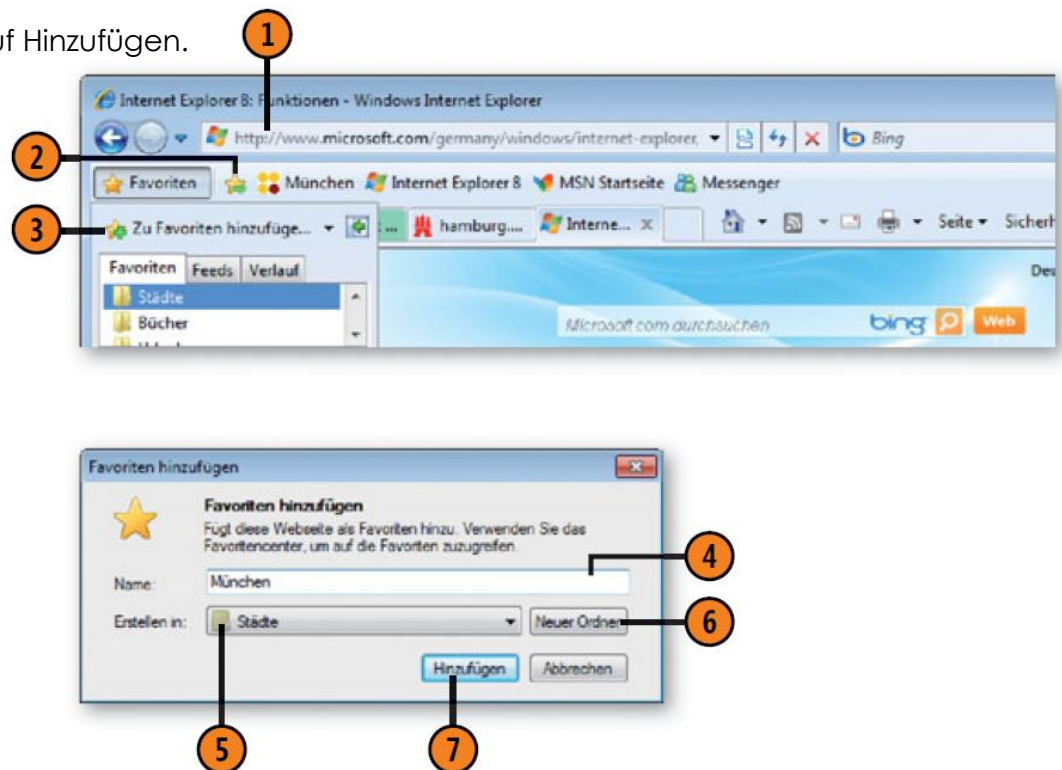 uf Hinzufügen.
1
Internet Explorer 8: Funktionen - Windows Internet Explorer
http://www.microsoft.com/germany/windows/internet-explorer, Bing
2
Favoriten München Internet Explorer 8 MSN Startseite Messenger
3
Zu Favoriten hinzufüge... ... hamburg.... Interne... Seite Sicherh
Favoriten Feeds Verlauf
Städte
Bücher
Microsoft.com durchsuchen bing Web
Favoriten hinzufügen
Favoriten hinzufügen
Fügt diese Webseite als Favoriten hinzu. Verwenden Sie das
Favoritencenter, um auf die Favoriten zuzugreifen.
4
Name: München
Erstellen in: Städte Neuer Ordner
6
Hinzufügen Abbrechen
5
7